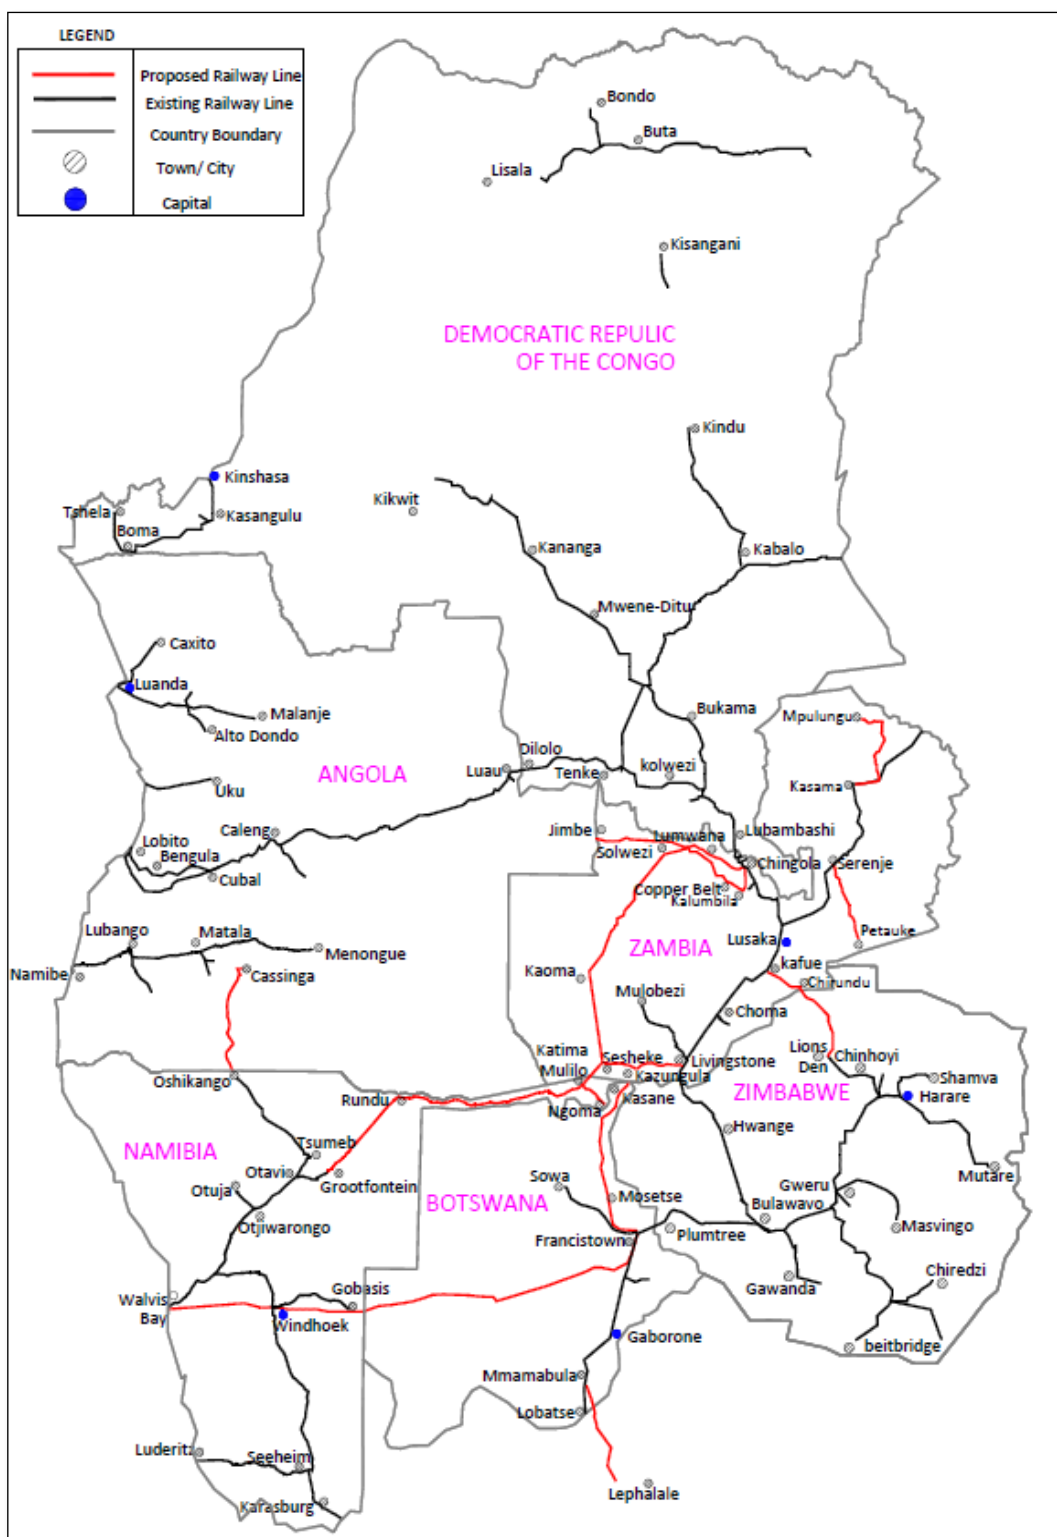 LEGEND
Proposed Railway Line
Existing Railway Line
Country Boundary
Town/ City
Capital
Bondo
Buta
Lisala
Kisangani
DEMOCRATIC REPULIC
OF THE CONGO
Kindu
Kinshasa
Kikwit
Tshela
Kasangulu
Boma
Kananga
Kabalo
Mwene-Ditu
Caxito
Luanda
Malanje
Alto Dondo
Bukama
Mpulungu
ANGOLA
Luau
Dilolo
Tenke
kolwezi
Kasama
Uku
Caleng
Lobito
Bengula
Cubal
Jimbe
Lumwana
Lubambashi
Solwezi
Chingola
Serenje
Copper Belt
Kalumbila
Lubango
Matala
Menongue
ZAMBIA
Lusaka
Petauke
Namibe
Cassinga
Kaoma
kafue
Mulobezi
Chirundu
Choma
Katima
Mulilo
Sesheke
Livingstone
Lions
Den
Chinhoyi
Oshikango
Kazungula
Shamva
Rundu
Kasane
ZIMBABWE
Harare
Ngoma
Hwange
NAMIBIA
Tsumeb
Otavi
Grootfontein
Sowa
Mutare
Otuja
BOTSWANA
Mosetse
Gweru
Bulawavo
Otjiwarongo
Francistown
Plumtree
Masvingo
Walvis
Bay
Gobasis
Gawanda
Chiredzi
Windhoek
Gaborone
beitbridge
Mmamabula
Lobatse
Luderitz
Seeheim
Lephalale
Karasburg